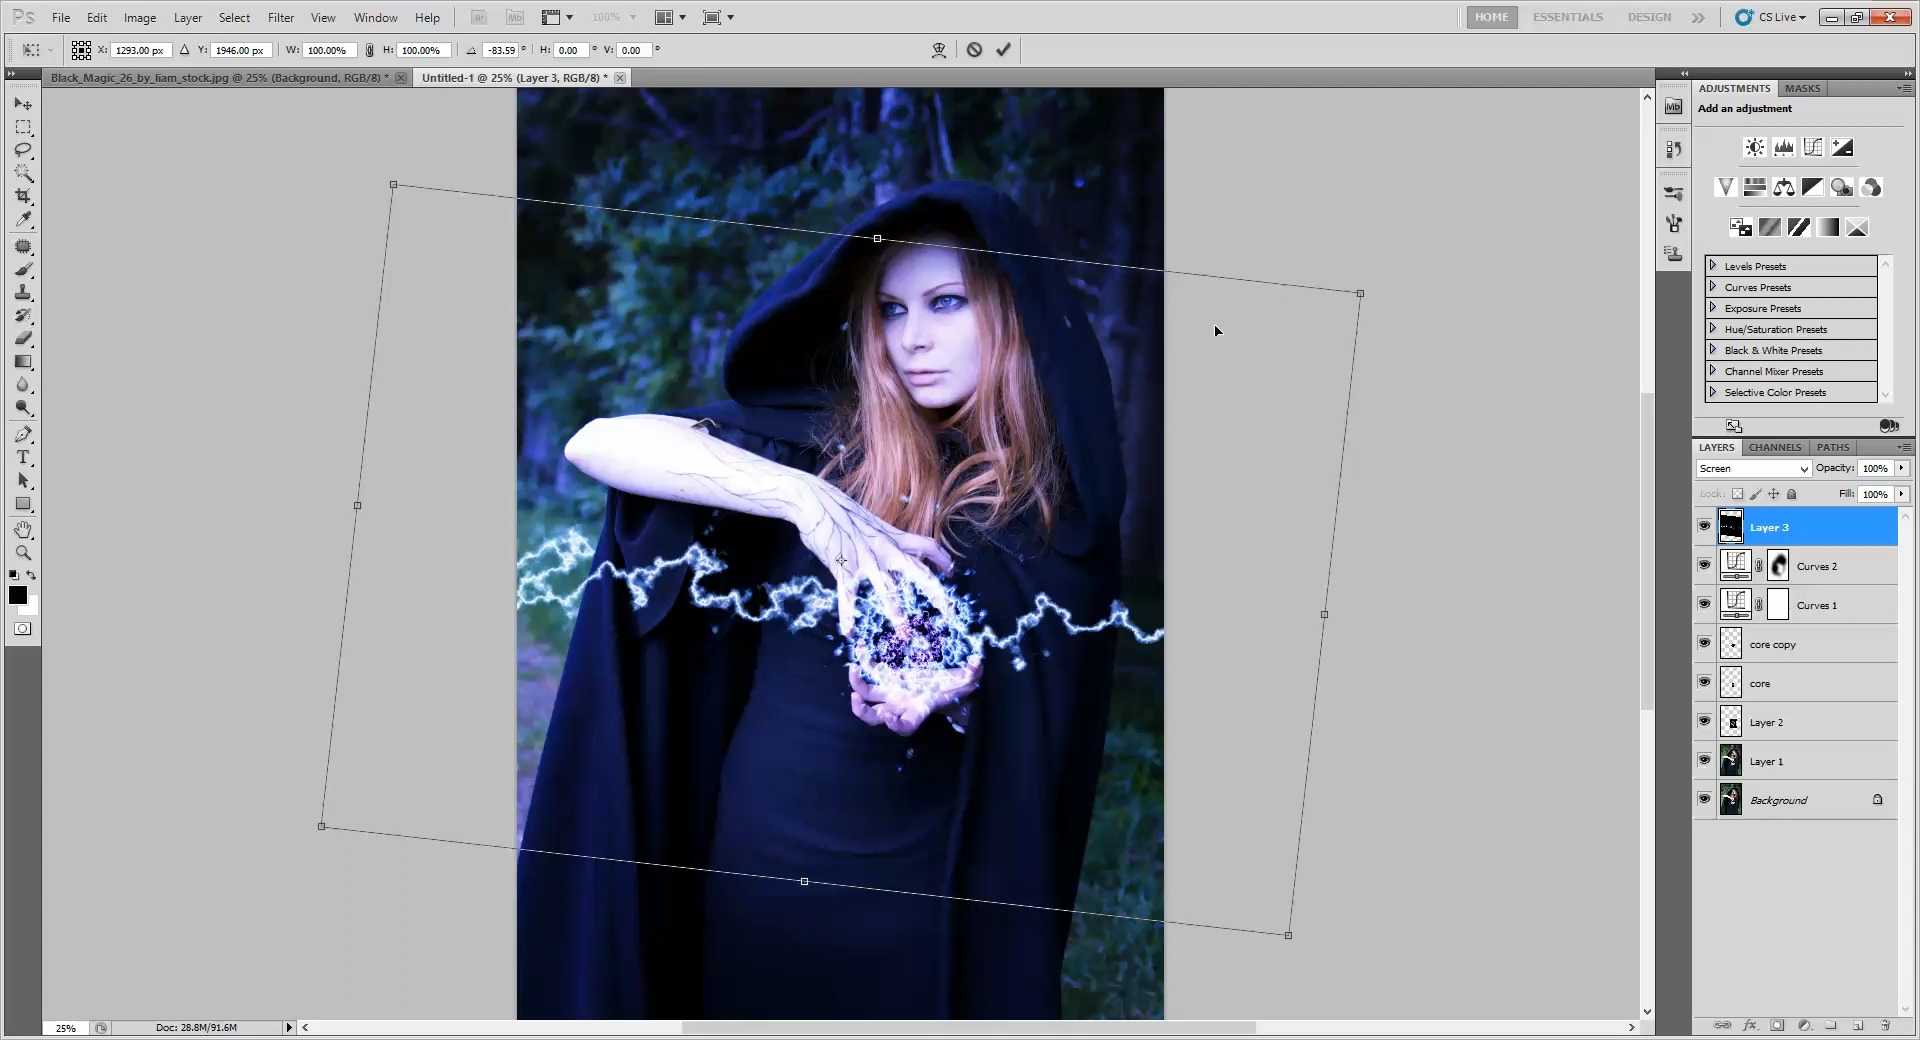 Ps File Edit Image Layer Select Filter View Window Help Br Mb 100% HOME ESSENTIALS DESIGN CS Live
X: 1293.00 px Y: 1946.00 px W: 100.00% H: 100.00% -83.59 ° H: 0.00 ° V: 0.00 °
Black_Magic_26_by_liam_stock.jpg @ 25% (Background, RGB/8) * Untitled-1 @ 25% (Layer 3, RGB/8) *
ADJUSTMENTS MASKS
Add an adjustment
Mb
Levels Presets
Curves Presets
Exposure Presets
Hue/Saturation Presets
Black & White Presets
Channel Mixer Presets
Selective Color Presets
LAYERS CHANNELS PATHS
Screen Opacity: 100%
Lock: Fill: 100%
Layer 3
Curves 2
Curves 1
core copy
core
Layer 2
Layer 1
Background
T
25% Doc: 28.8M/91.6M